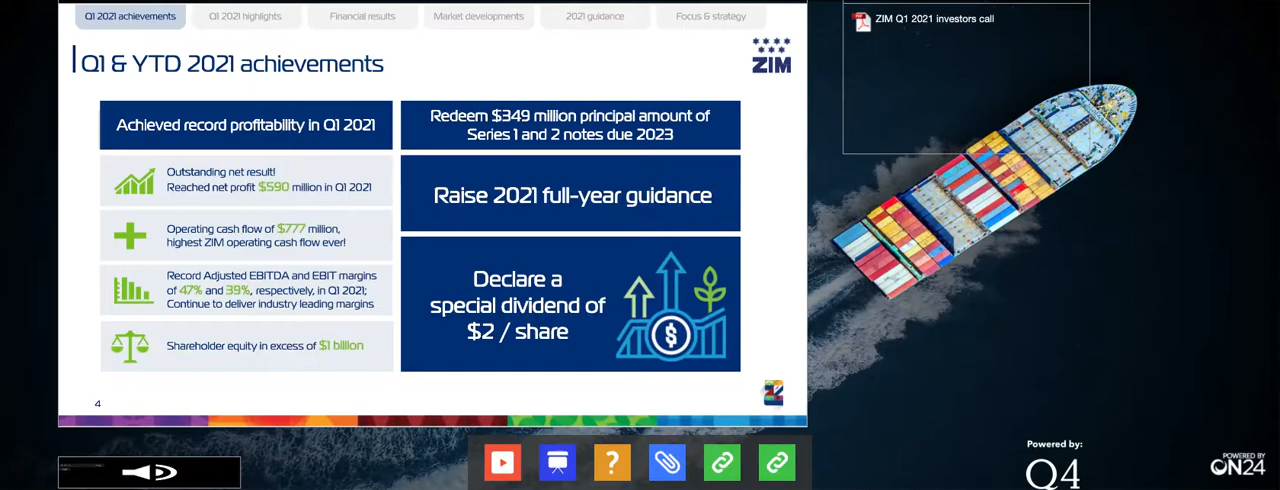 Q1 2021 achievements
Q1 2021 highlights
Financial results
Market developments
2021 guidance
Focus & strategy
Q1 & YTD 2021 achievements
ZIM
Achieved record profitability in Q1 2021
Outstanding net result!
Reached net profit $590 million in Q1 2021
Operating cash flow of $777 million,
highest ZIM operating cash flow ever!
Record Adjusted EBITDA and EBIT margins
of 47% and 39%, respectively, in Q1 2021;
Continue to deliver industry leading margins
Shareholder equity in excess of $1 billion
Redeem $349 million principal amount of
Series 1 and 2 notes due 2023
Raise 2021 full-year guidance
Declare a
special dividend of
$2 / share
$
4
ZIM Q1 2021 investors call
?
Powered by:
Q4
POWERED BY
ON24